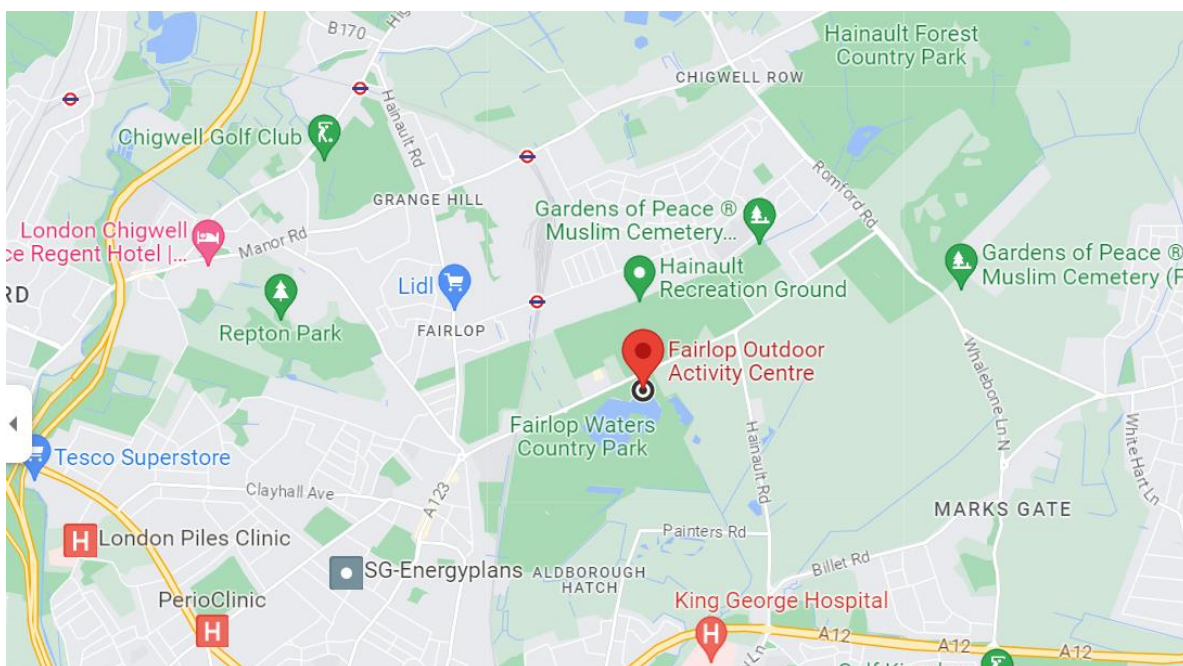 B170
Hainault Forest
Country Park
CHIGWELL ROW
Chigwell Golf Club
Hainault Rd
GRANGE HILL
Romford Rd
London Chigwell
ce Regent Hotel |...
Manor Rd
Gardens of Peace ®
Muslim Cemetery...
Gardens of Peace ®
Muslim Cemetery (F
Hainault
Recreation Ground
RD
Lidl
FAIRLOP
Repton Park
Fairlop Outdoor
Activity Centre
Whalebone Ln N
White Hart Ln
Fairlop Waters
Country Park
Hainault Rd
Tesco Superstore
Clayhall Ave
A123
MARKS GATE
London Piles Clinic
Painters Rd
Billet Rd
SG-Energyplans
ALDBOROUGH
HATCH
PerioClinic
King George Hospital
H
H
H
A12
A12
A12